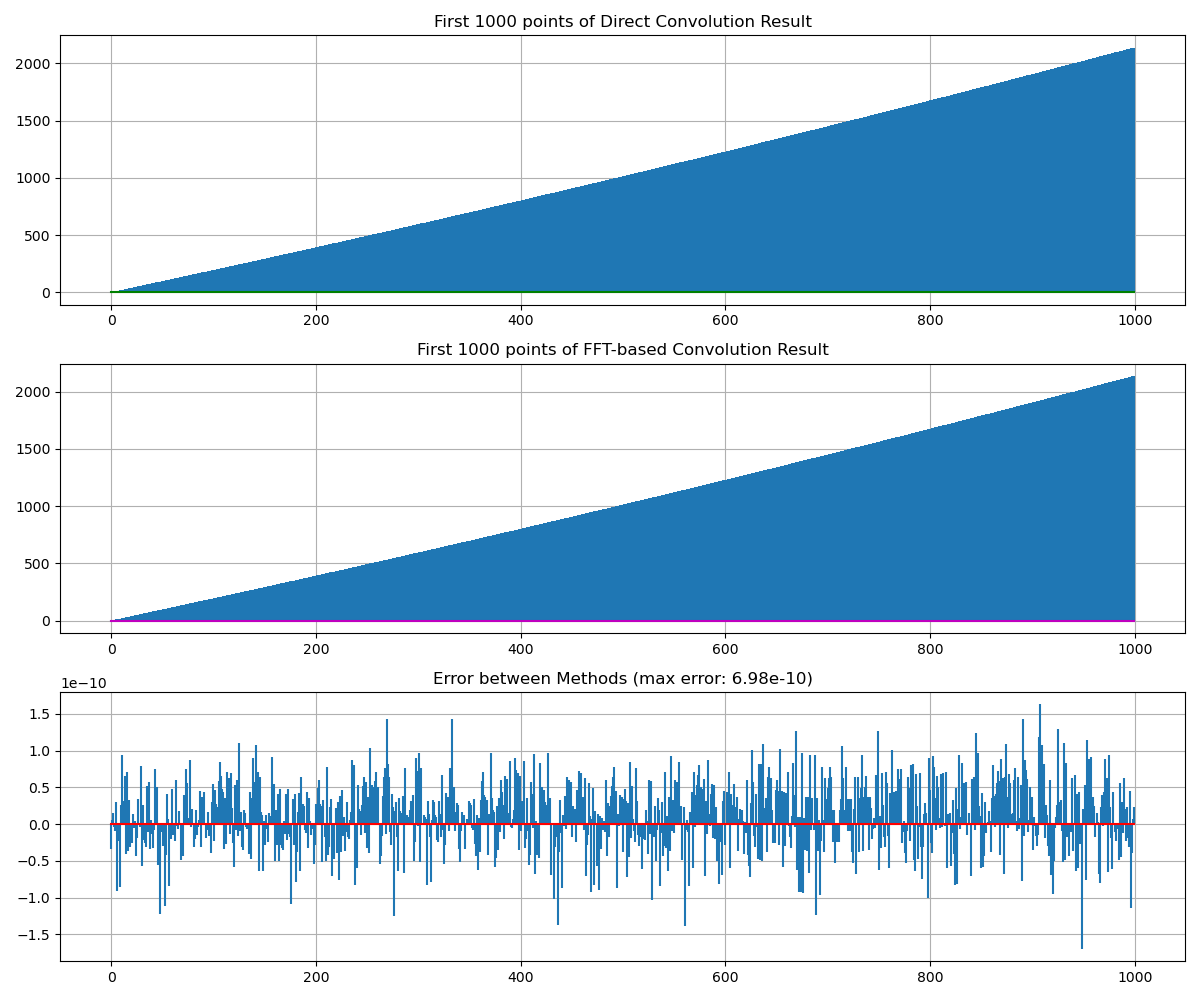 First 1000 points of Direct Convolution Result
2000
1500
1000
500
0
0 200 400 600 800 1000
First 1000 points of FFT-based Convolution Result
2000
1500
1000
500
0
0 200 400 600 800 1000
Error between Methods (max error: 6.98e-10)
1e−10
1.5
1.0
0.5
0.0
−0.5
−1.0
−1.5
0 200 400 600 800 1000